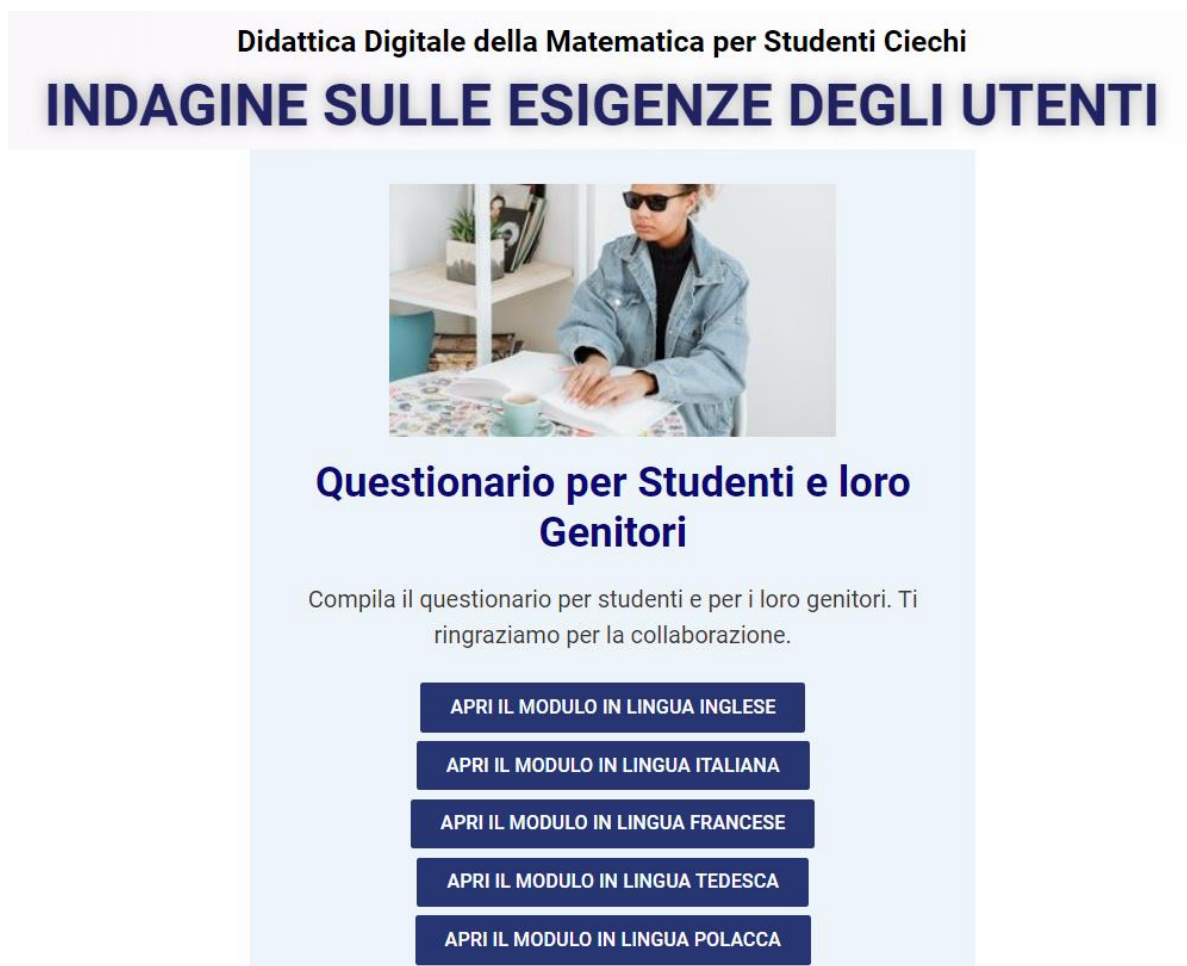 Didattica Digitale della Matematica per Studenti Ciechi
INDAGINE SULLE ESIGENZE DEGLI UTENTI
Questionario per Studenti e loro
Genitori
Compila il questionario per studenti e per i loro genitori. Ti
ringraziamo per la collaborazione.
APRI IL MODULO IN LINGUA INGLESE
APRI IL MODULO IN LINGUA ITALIANA
APRI IL MODULO IN LINGUA FRANCESE
APRI IL MODULO IN LINGUA TEDESCA
APRI IL MODULO IN LINGUA POLACCA